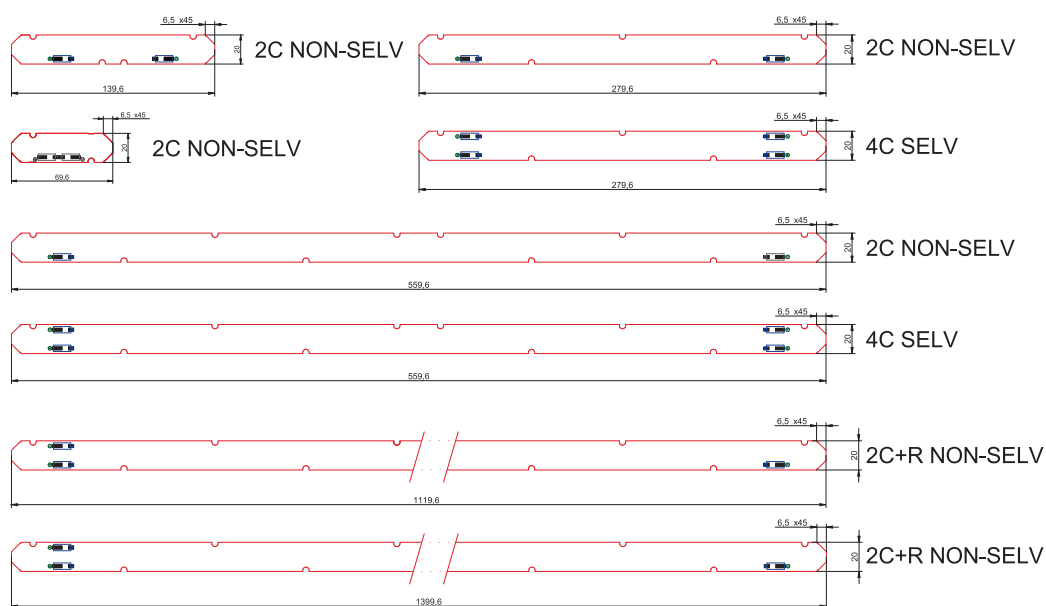 6,5 x45
20
2C NON-SELV
139,6
6,5 x45
20
2C NON-SELV
279,6
6,5 x45
20
2C NON-SELV
69,6
6,5 x45
20
4C SELV
279,6
6,5 x45
20
2C NON-SELV
559,6
6,5 x45
20
4C SELV
559,6
6,5 x45
20
2C+R NON-SELV
1119,6
6,5 x45
20
2C+R NON-SELV
1399,6